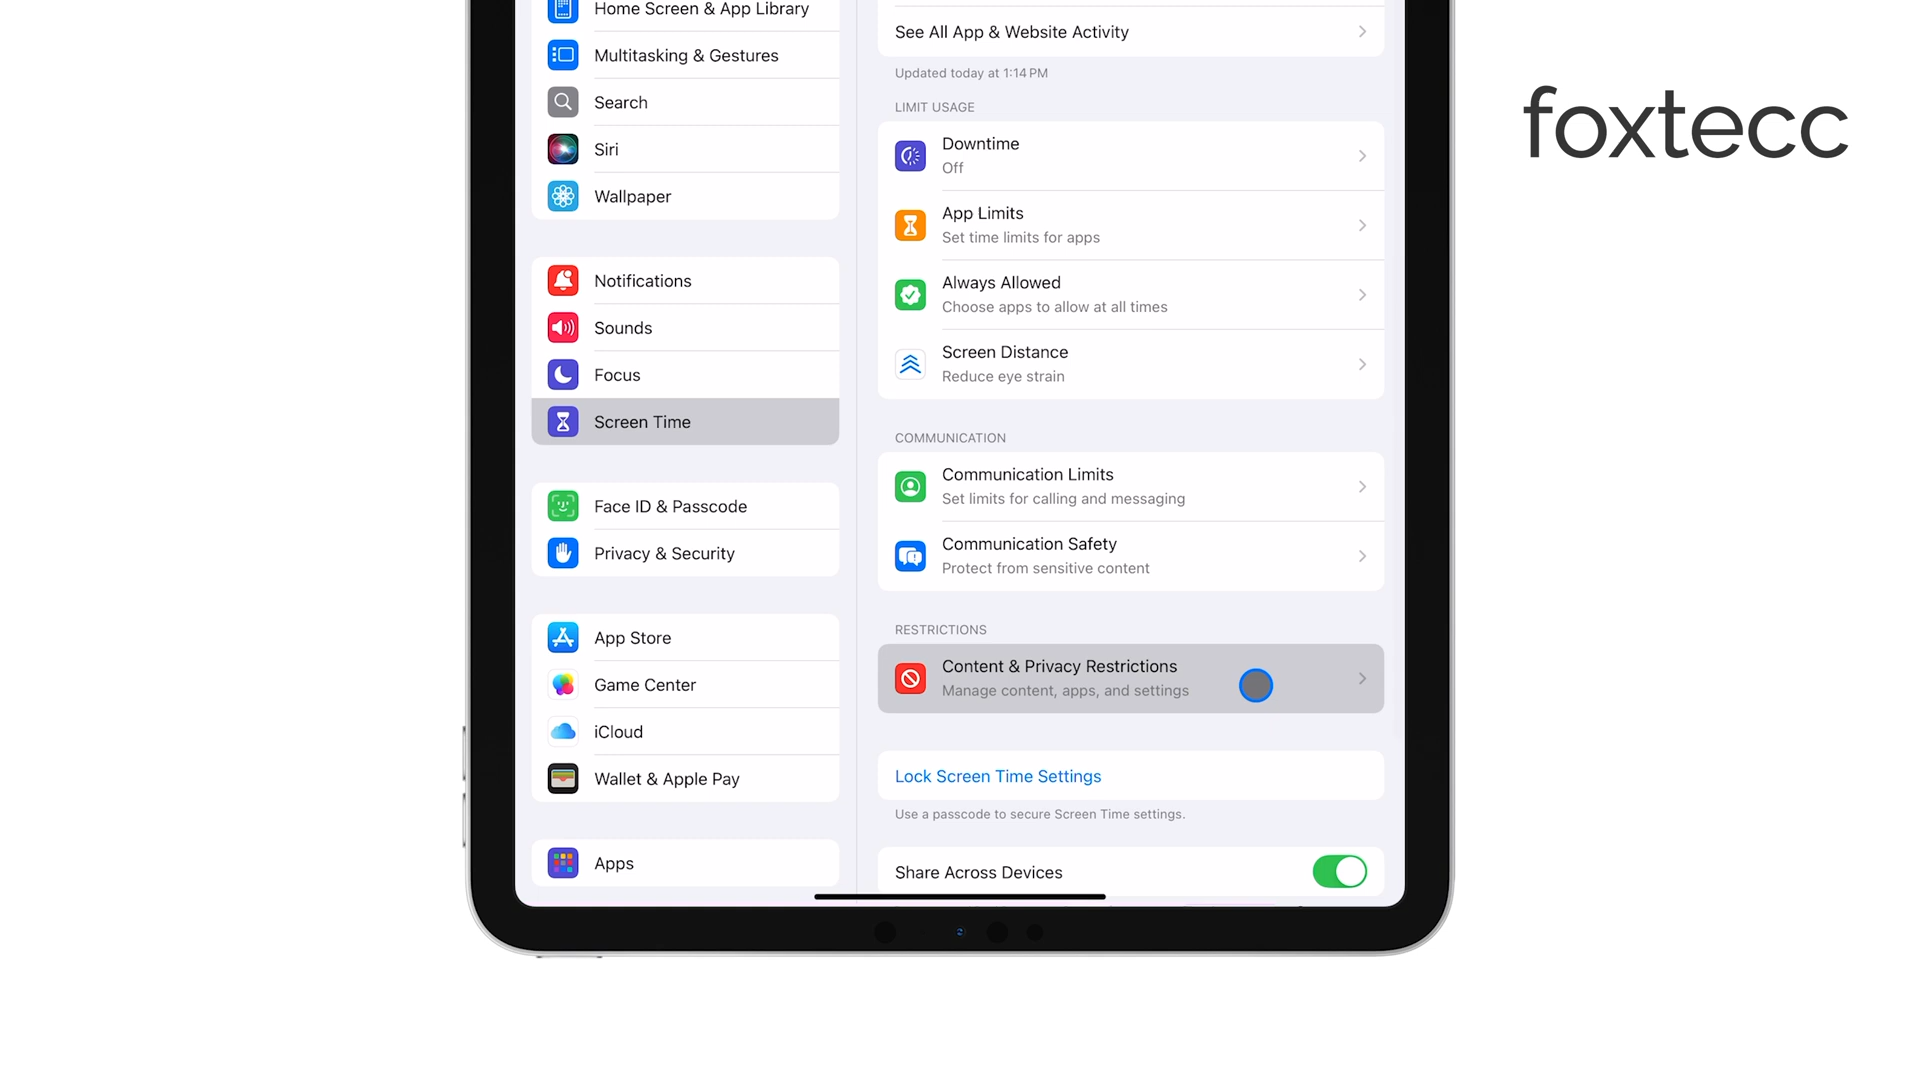 Home Screen & App Library
Multitasking & Gestures
Search
Siri
Wallpaper
Notifications
Sounds
Focus
Screen Time
Face ID & Passcode
Privacy & Security
App Store
Game Center
iCloud
Wallet & Apple Pay
Apps
See All App & Website Activity
Updated today at 1:14 PM
LIMIT USAGE
Downtime
Off
App Limits
Set time limits for apps
Always Allowed
Choose apps to allow at all times
Screen Distance
Reduce eye strain
COMMUNICATION
Communication Limits
Set limits for calling and messaging
Communication Safety
Protect from sensitive content
RESTRICTIONS
Content & Privacy Restrictions
Manage content, apps, and settings
Lock Screen Time Settings
Use a passcode to secure Screen Time settings.
Share Across Devices
foxtecc